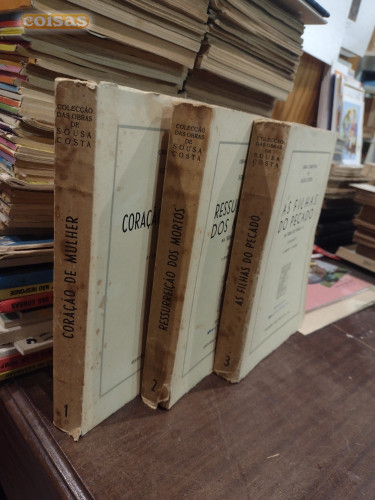 coisas
COLECÇÃO
DAS OBRAS
DE
SOUSA
COSTA
CORAÇÃO DE MULHER
1
CORAÇÃO
COLECÇÃO
DAS OBRAS
DE
SOUSA
COSTA
RESSURREIÇÃO DOS MORTOS
2
RESSU
DOS
COLECÇÃO
DAS OBRAS
DE
SOUSA
COSTA
AS FILHAS DO PECADO
3
AS FILHAS
DO PECADO